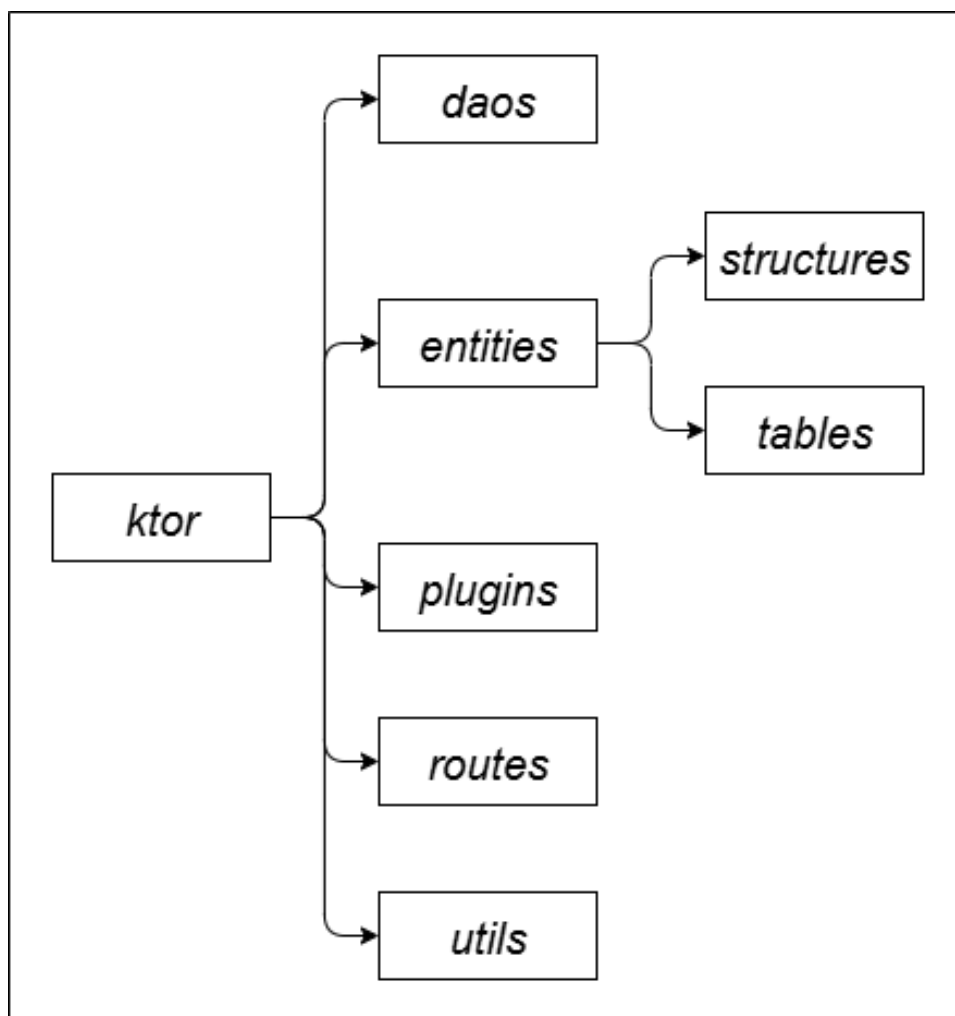 daos
structures
entities
tables
ktor
plugins
routes
utils